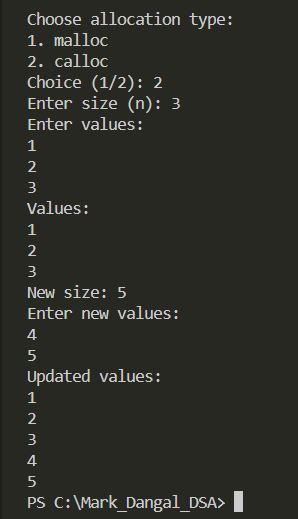 Choose allocation type:
1. malloc
2. calloc
Choice (1/2): 2
Enter size (n): 3
Enter values:
1
2
3
Values:
1
2
3
New size: 5
Enter new values:
4
5
Updated values:
1
2
3
4
5
PS C:\Mark_Dangal_DSA>